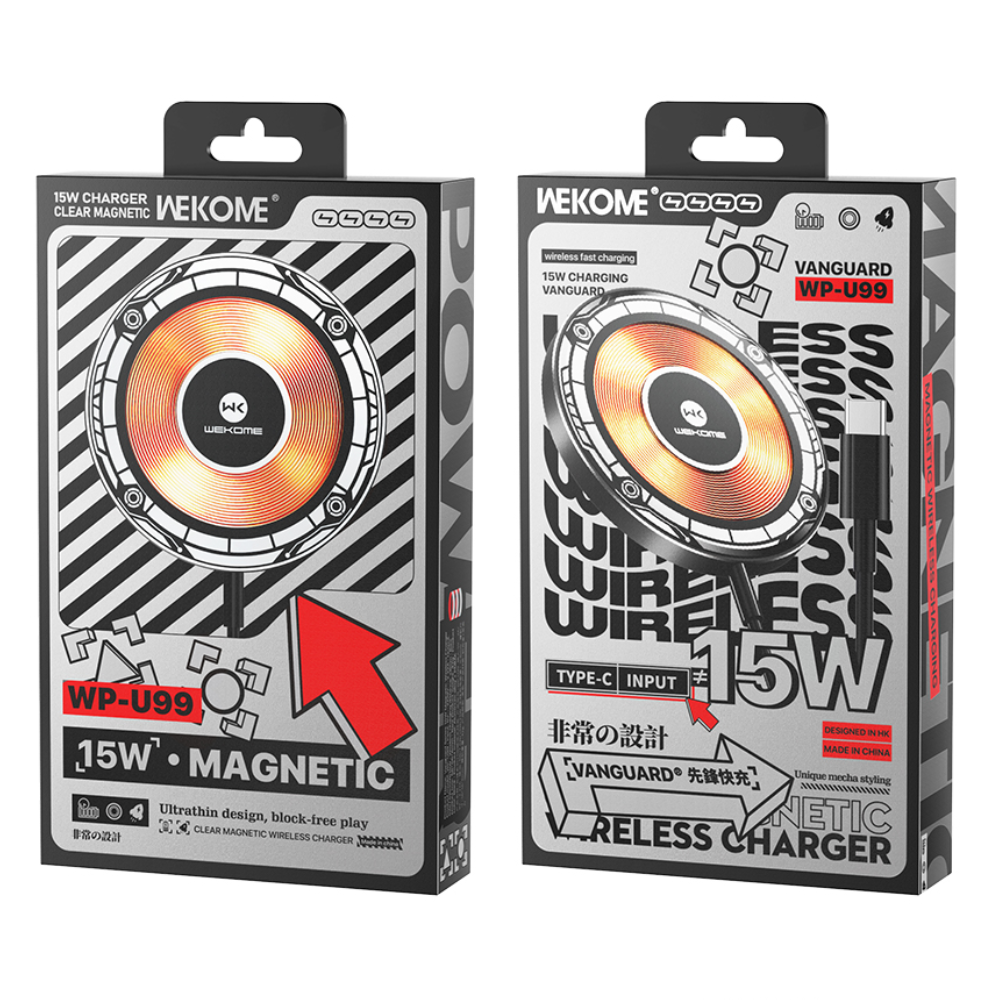 15W CHARGER
CLEAR MAGNETIC
WEKOME®
WK
WEKOME
WP-U99
15W · MAGNETIC
Ultrathin design, block-free play
非常の設計
CLEAR MAGNETIC WIRELESS CHARGER
WEKOME®
wireless fast charging
15W CHARGING
VANGUARD
VANGUARD
WP-U99
WK
WEKOME
WIRELESS
15W
TYPE-C INPUT ≠
非常の設計
DESIGNED IN HK
MADE IN CHINA
VANGUARD® 先鋒快充
Unique mecha styling
MAGNETIC
WIRELESS CHARGER
MAGNETIC WIRELESS CHARGING